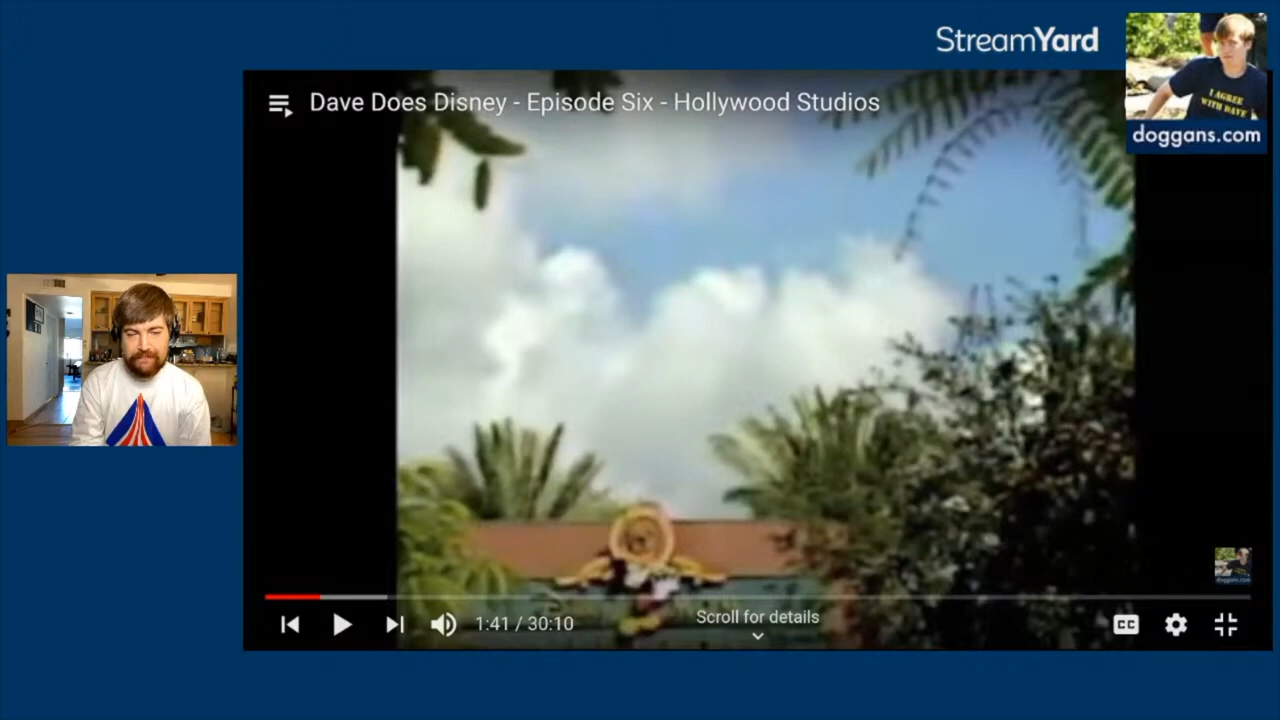 StreamYard
I AGREE
WITH DAVE
doggans.com
Dave Does Disney - Episode Six - Hollywood Studios
1:41 / 30:10
Scroll for details
CC